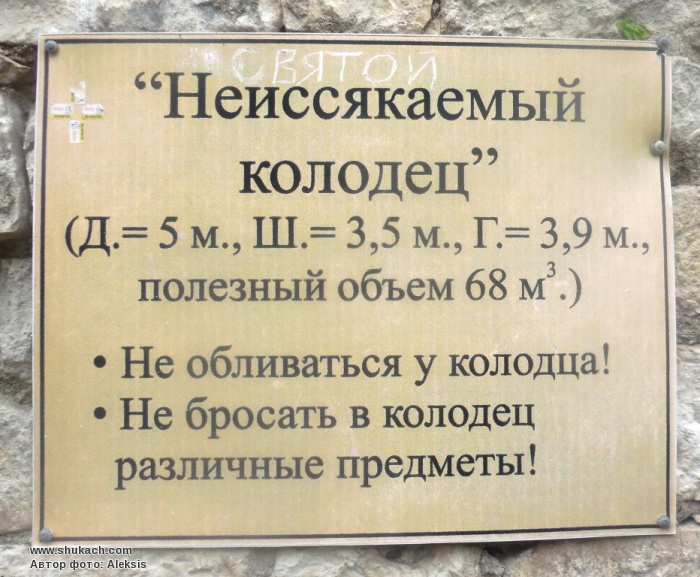 СВЯТОЙ
“Неиссякаемый
колодец”
(Д.= 5 м., Ш.= 3,5 м., Г.= 3,9 м.,
полезный объем 68 м³.)
• Не обливаться у колодца!
• Не бросать в колодец
различные предметы!
www.shukach.com
Автор фото: Aleksis